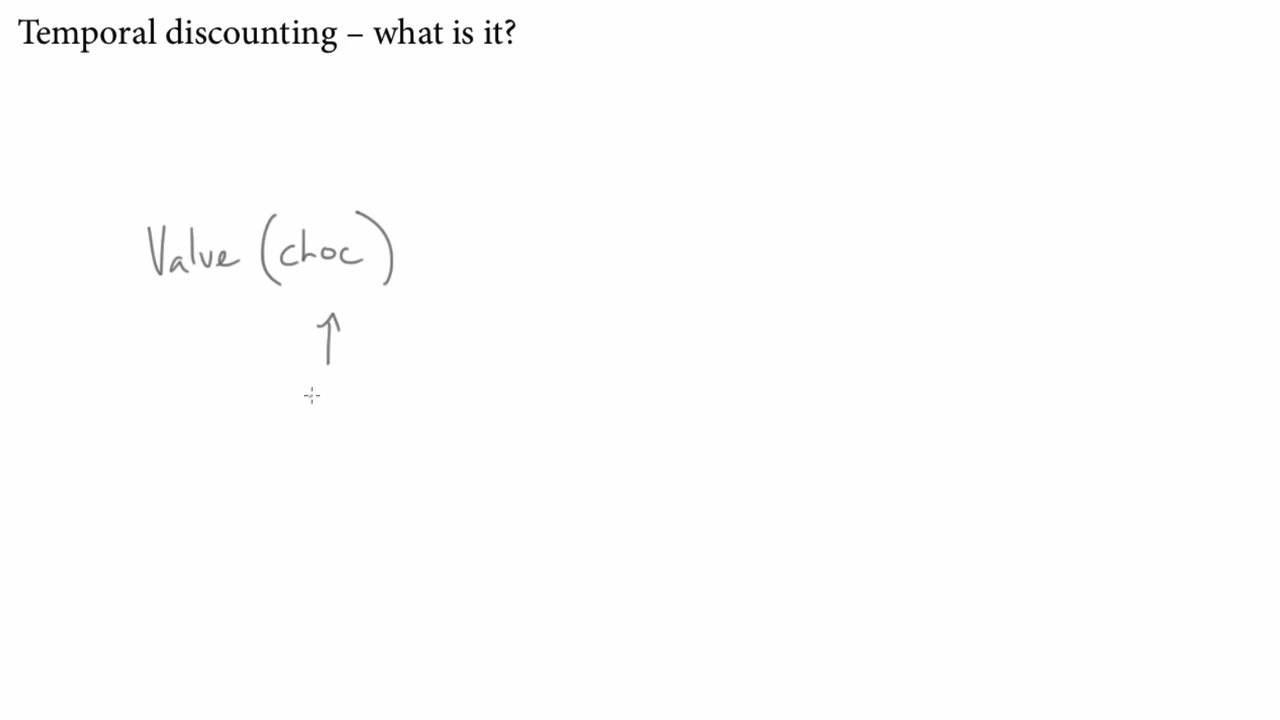 Temporal discounting – what is it?
Value (choc)
↑